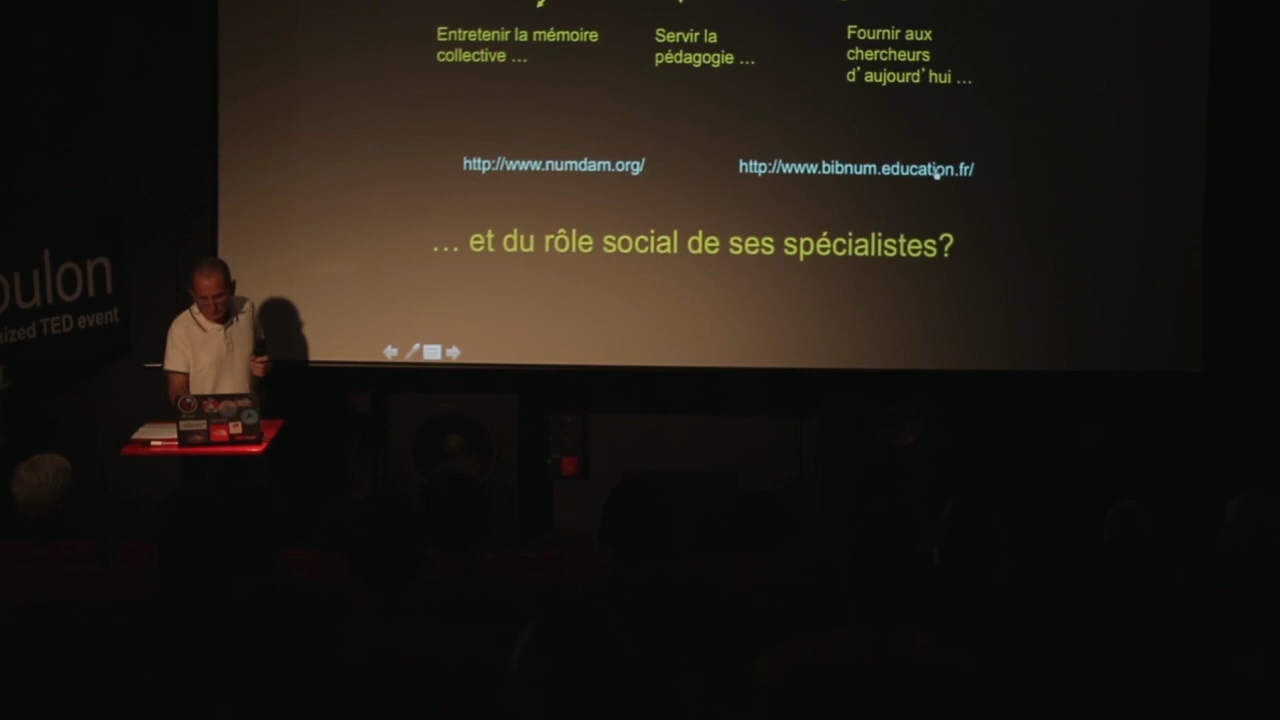 Entretenir la mémoire
collective …
Servir la
pédagogie …
Fournir aux
chercheurs
d’aujourd’hui …
http://www.numdam.org/
http://www.bibnum.education.fr/
… et du rôle social de ses spécialistes?
oulon
nized TED event